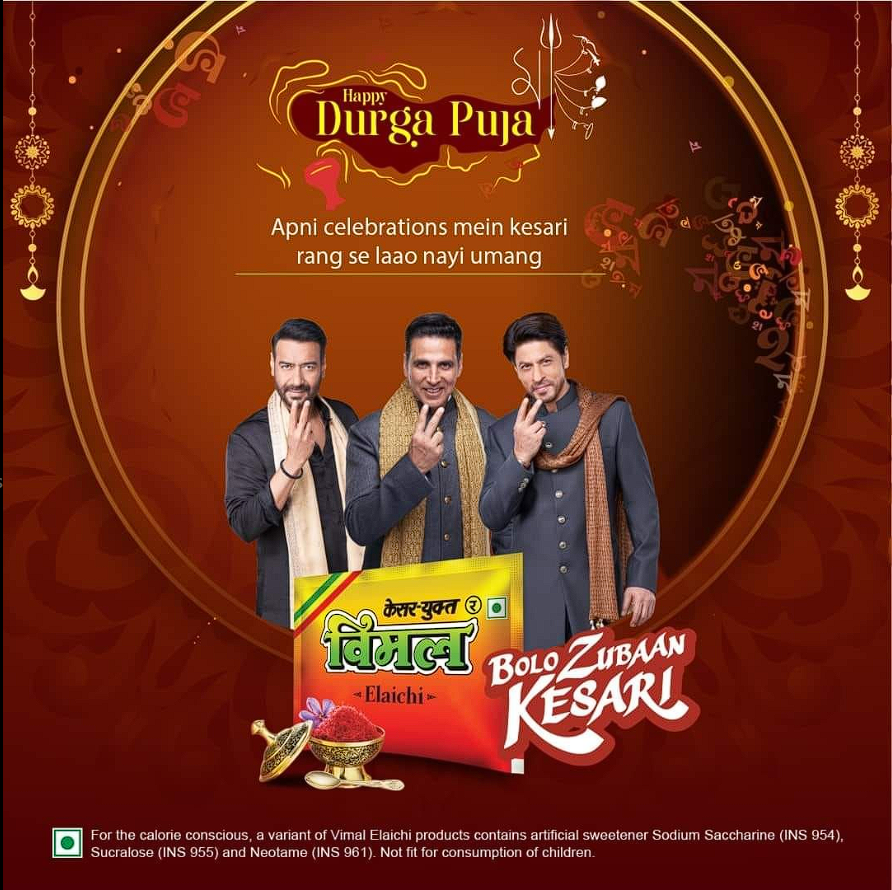 Happy
Durga Puja
मा
Apni celebrations mein kesari
rang se laao nayi umang
केसर-युक्त
विमल
Elaichi
BOLO ZUBAAN
KESARI
For the calorie conscious, a variant of Vimal Elaichi products contains artificial sweetener Sodium Saccharine (INS 954),
Sucralose (INS 955) and Neotame (INS 961). Not fit for consumption of children.